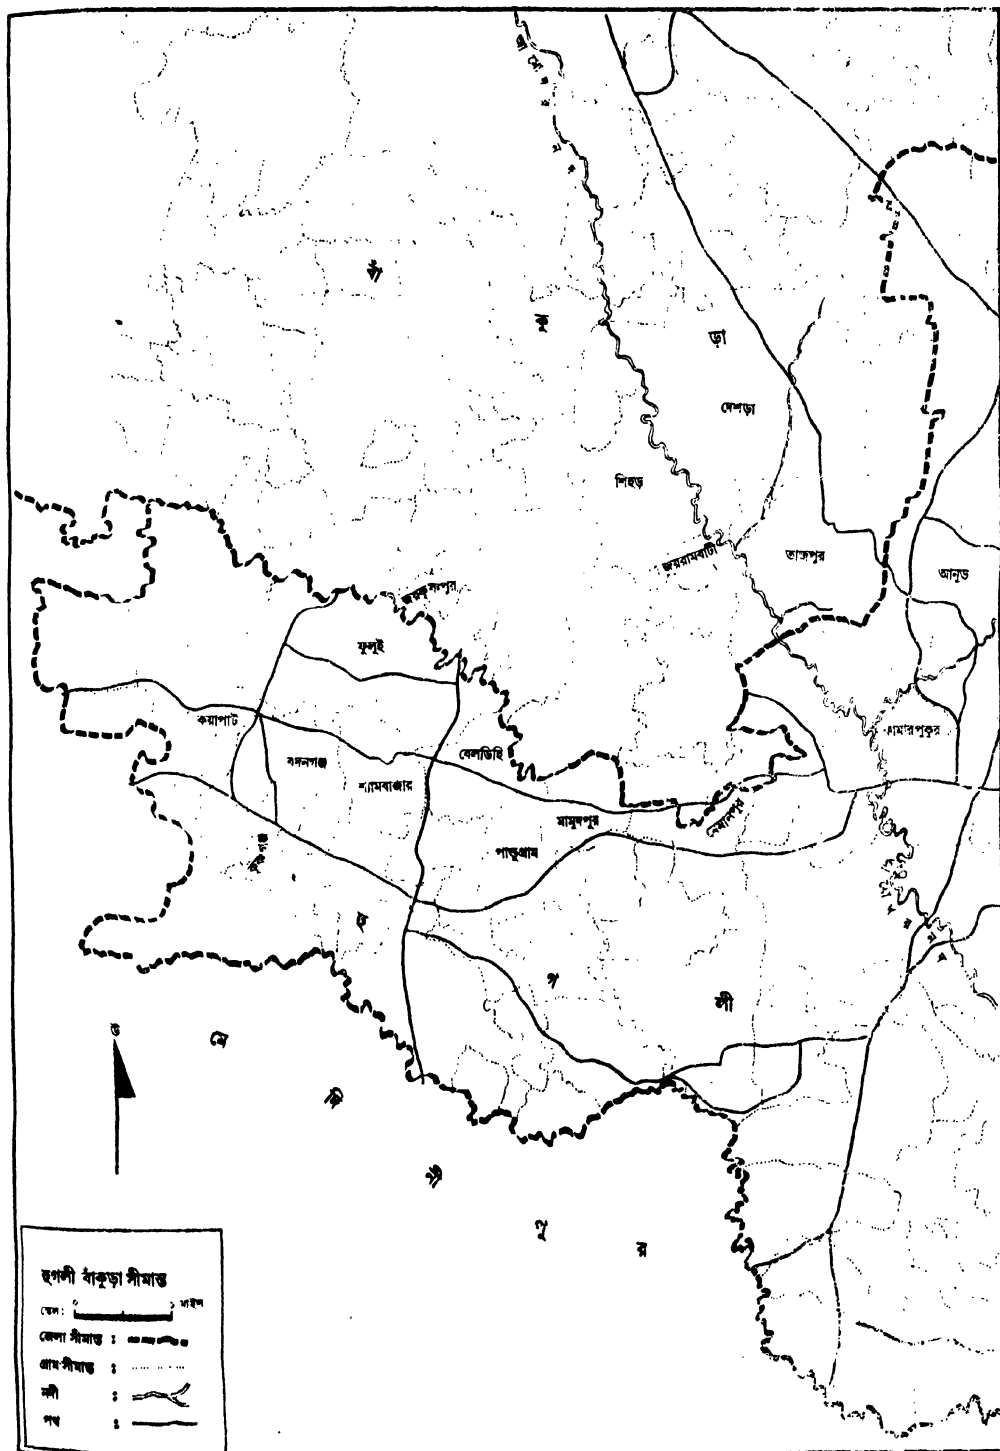 বাঁ
কু
ড়া
দেশড়া
শিহড়
জয়রামবাটী
তাজপুর
আনুড়
ফুলুই
কয়াপাট
বদনগঞ্জ
শ্যামবাজার
বেলডিহি
কামারপুকুর
মামুদপুর
পান্ডুগ্রাম
হু
গ
লী
উ
মে
দি
নী
পু
র
হুগলী বাঁকুড়া সীমান্ত
স্কেল: মাইল
জেলা সীমান্ত :
গ্রাম সীমান্ত :
নদী :
পথ :